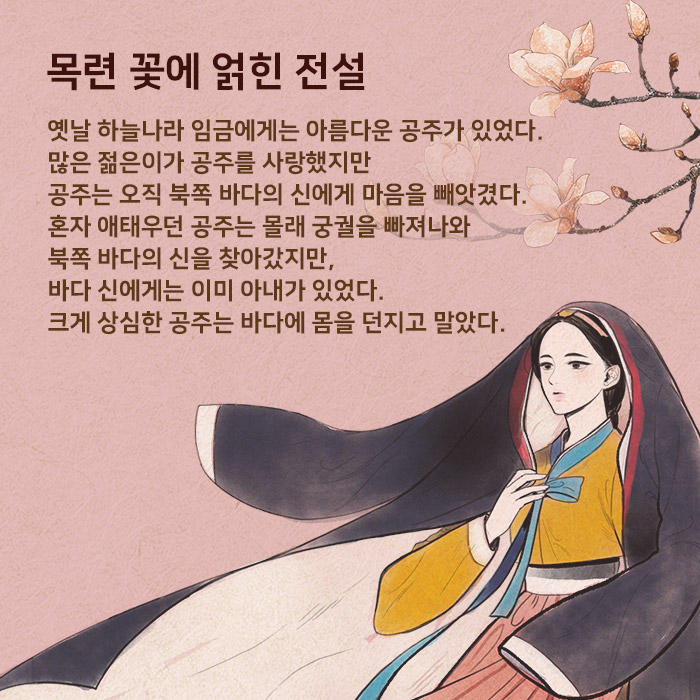 목련 꽃에 얽힌 전설
옛날 하늘나라 임금에게는 아름다운 공주가 있었다.
많은 젊은이가 공주를 사랑했지만
공주는 오직 북쪽 바다의 신에게 마음을 빼앗겼다.
혼자 애태우던 공주는 몰래 궁궐을 빠져나와
북쪽 바다의 신을 찾아갔지만,
바다 신에게는 이미 아내가 있었다.
크게 상심한 공주는 바다에 몸을 던지고 말았다.